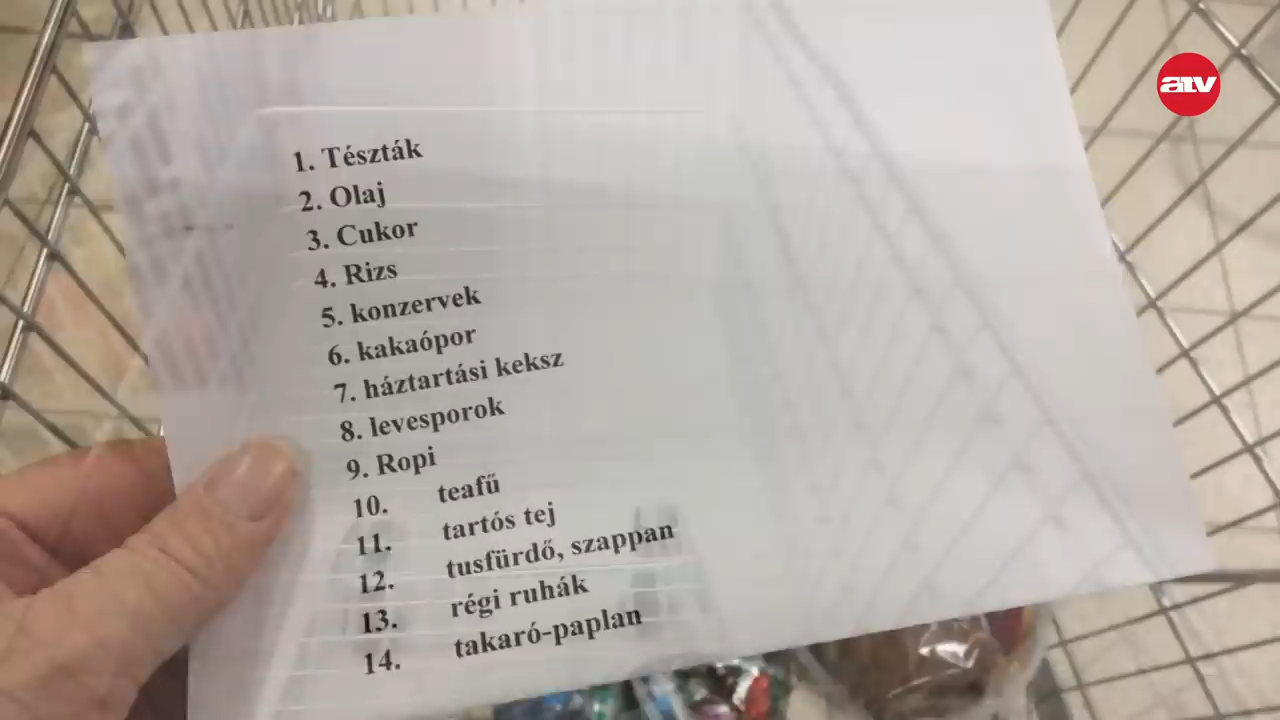 atv
1. Tészták
2. Olaj
3. Cukor
4. Rizs
5. konzervek
6. kakaópor
7. háztartási keksz
8. levesporok
9. Ropi
10. teafű
11. tartós tej
12. tusfürdő, szappan
13. régi ruhák
14. takaró-paplan